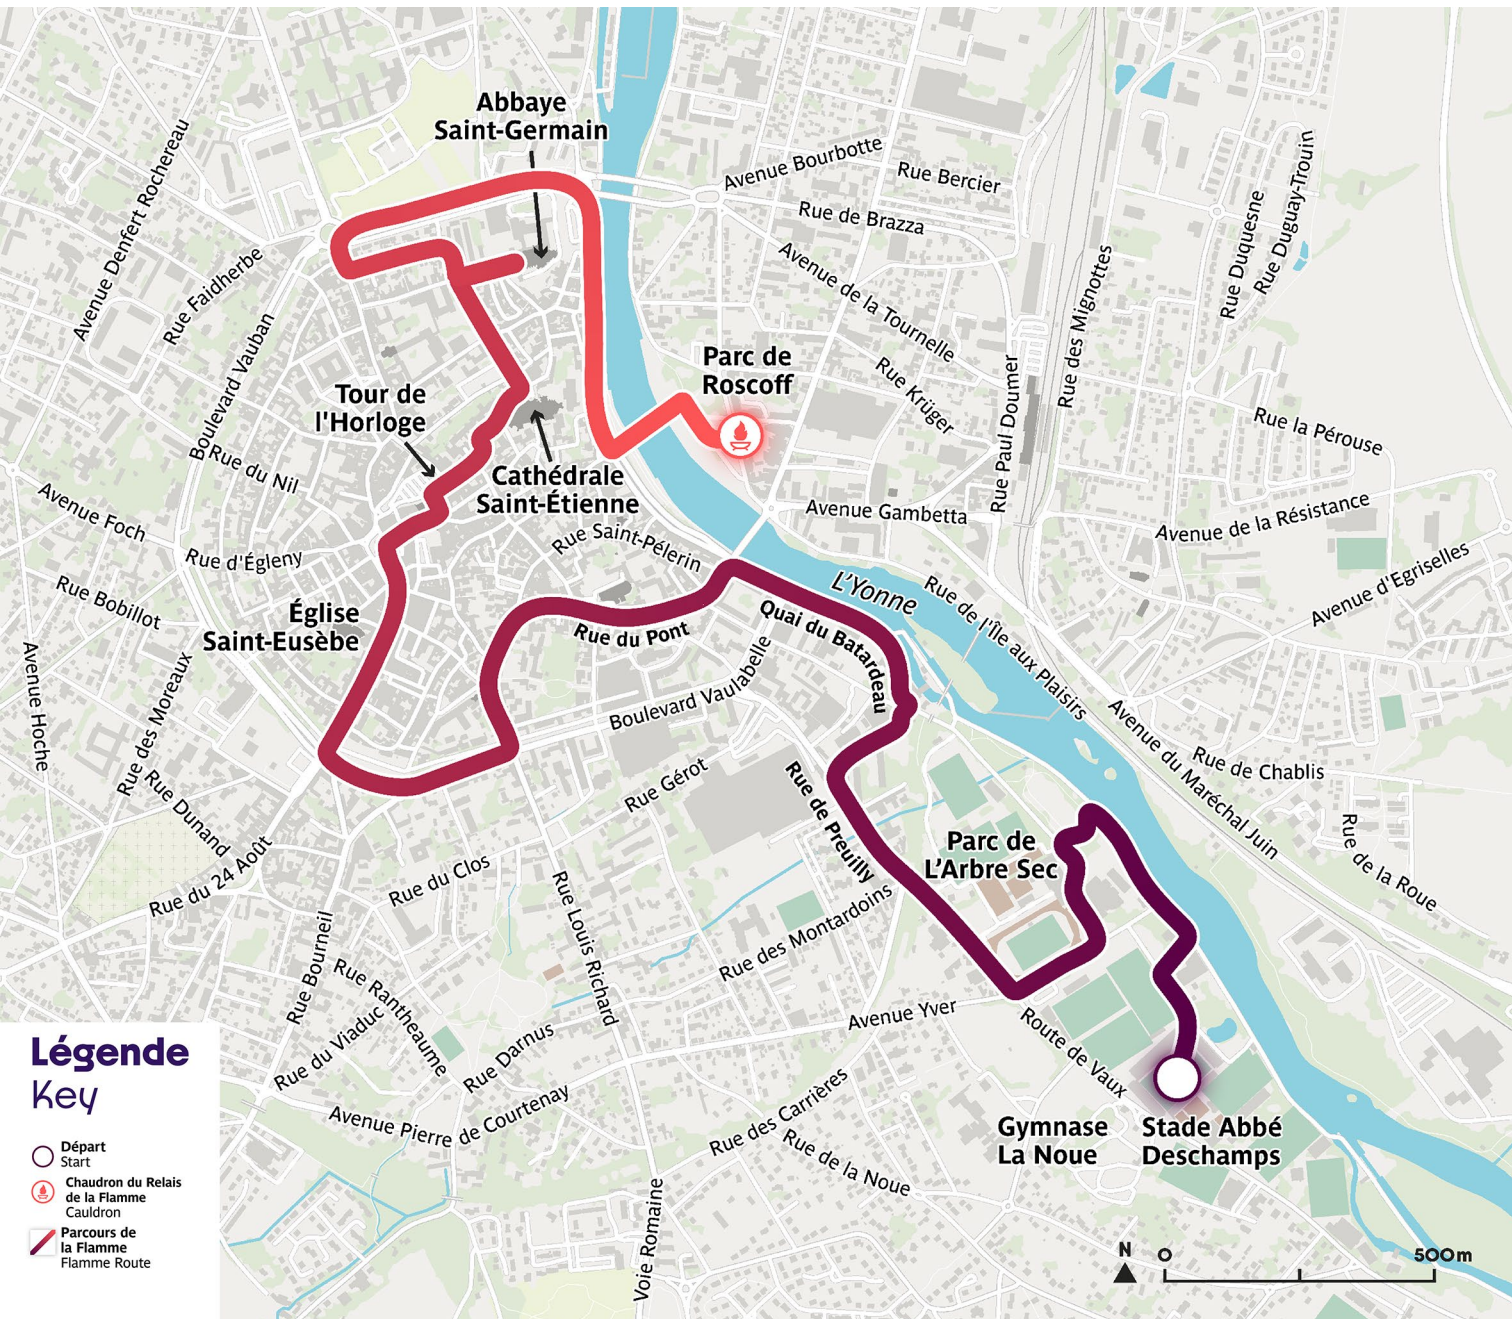 Abbaye
Saint-Germain
Avenue Bourbotte
Rue Bercier
Rue de Brazza
Avenue Denfert Rochereau
Rue Faidherbe
Boulevard Vauban
Avenue de la Tournelle
Rue Krüger
Rue Paul Doumer
Rue des Mignottes
Rue Duquesne
Rue Duguay-Trouin
Parc de
Roscoff
Tour de
l'Horloge
Cathédrale
Saint-Étienne
Rue la Pérouse
Avenue de la Résistance
Avenue d'Egriselles
Avenue Gambetta
Rue du Nil
Avenue Foch
Rue d'Égleny
Rue Bobillot
Rue Saint-Pélerin
Église
Saint-Eusèbe
L'Yonne
Rue de l'Île aux Plaisirs
Rue du Pont
Quai du Batardeau
Boulevard Vaulabelle
Avenue Hoche
Rue des Moreaux
Rue Dunand
Rue du 24 Août
Rue Gérot
Rue de Preuilly
Avenue du Maréchal Juin
Rue de Chablis
Rue de la Roue
Parc de
L'Arbre Sec
Rue du Clos
Rue Louis Richard
Rue des Montardoins
Rue Bourneil
Rue Rantheaume
Rue du Viaduc
Rue Darnus
Avenue Yver
Route de Vaux
Avenue Pierre de Courtenay
Rue des Carrières
Rue de la Noue
Voie Romaine
Gymnase
La Noue
Stade Abbé
Deschamps
Légende
Key
Départ
Start
Chaudron du Relais
de la Flamme
Cauldron
Parcours de
la Flamme
Flamme Route
N
0
500m